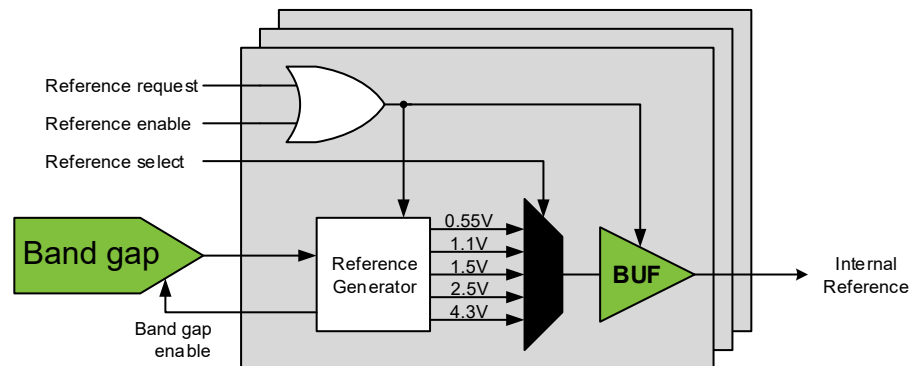 Reference request
Reference enable
Reference select
0.55V
Band gap
1.1V
Reference
Generator
1.5V
BUF
Internal
Reference
2.5V
4.3V
Band gap
enable